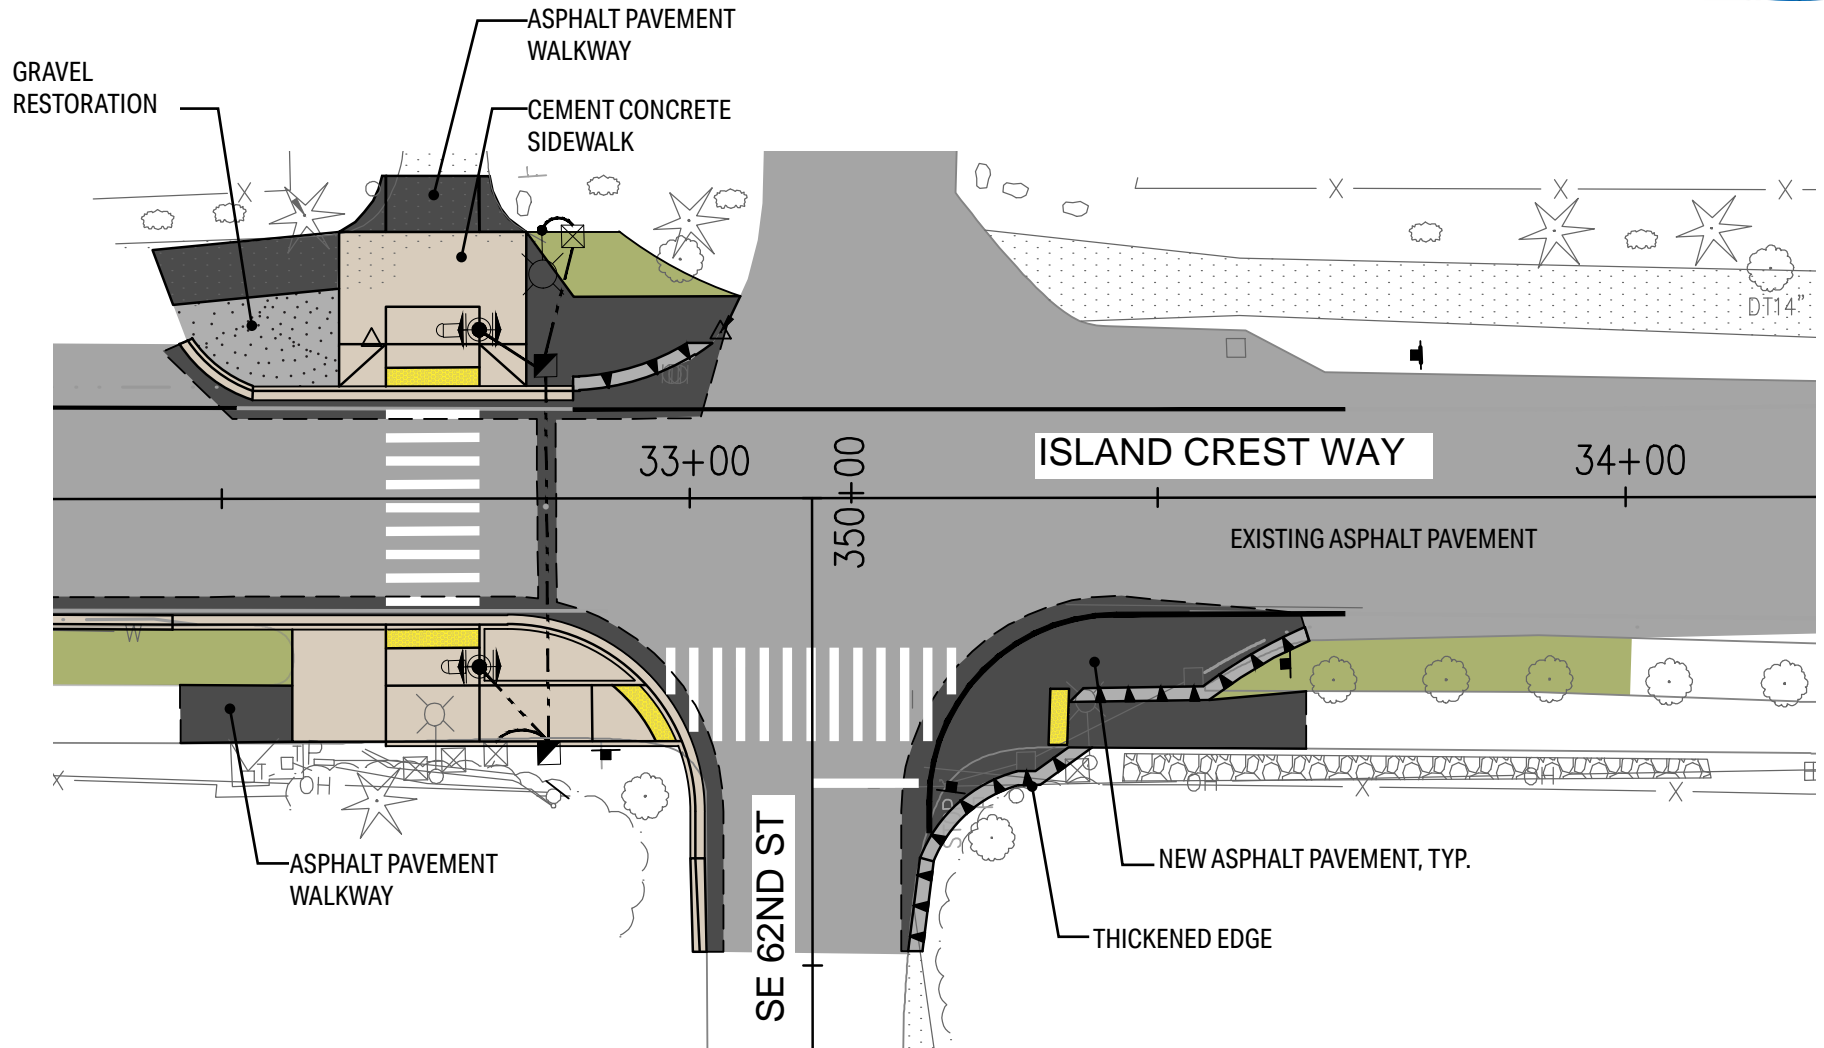 ASPHALT PAVEMENT
WALKWAY
GRAVEL
RESTORATION
CEMENT CONCRETE
SIDEWALK
X
X
X
X
DT14"
33+00
350+00
ISLAND CREST WAY
34+00
EXISTING ASPHALT PAVEMENT
W
X
OH
OH
OH
X
X
SE 62ND ST
ASPHALT PAVEMENT
WALKWAY
NEW ASPHALT PAVEMENT, TYP.
THICKENED EDGE